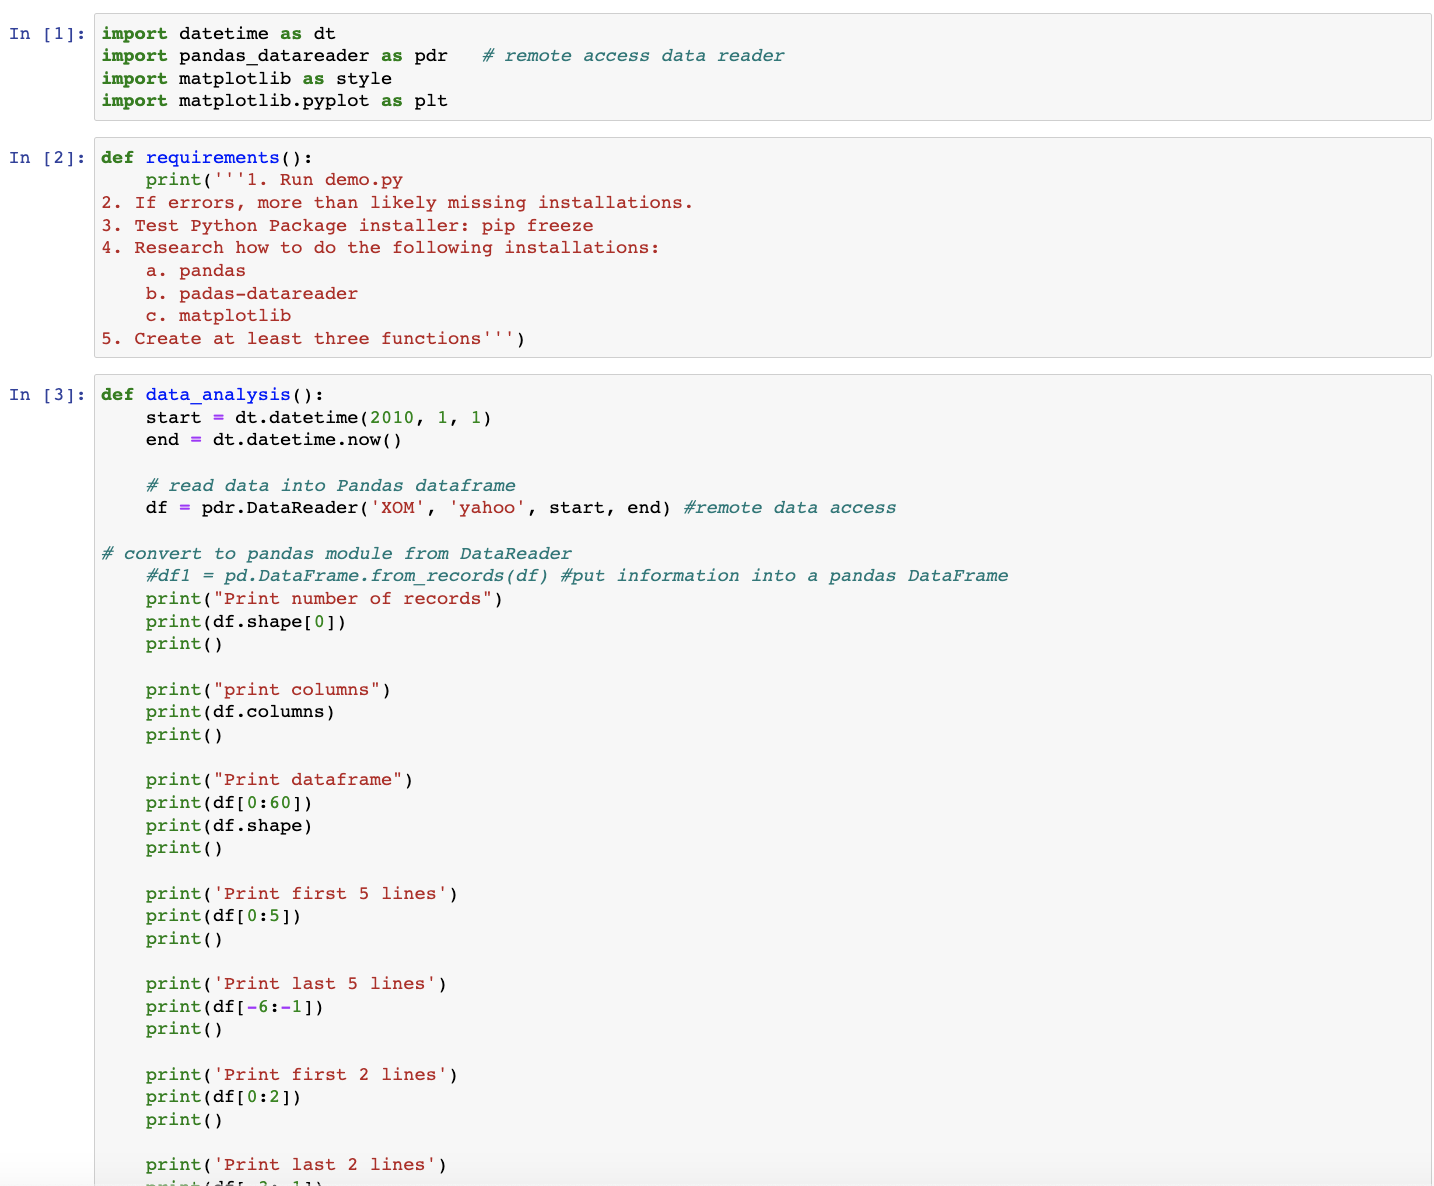 In [1]: import datetime as dt
import pandas_datareader as pdr   # remote access data reader
import matplotlib as style
import matplotlib.pyplot as plt
In [2]: def requirements():
    print('''1. Run demo.py
2. If errors, more than likely missing installations.
3. Test Python Package installer: pip freeze
4. Research how to do the following installations:
    a. pandas
    b. padas-datareader
    c. matplotlib
5. Create at least three functions''')
In [3]: def data_analysis():
    start = dt.datetime(2010, 1, 1)
    end = dt.datetime.now()
    # read data into Pandas dataframe
    df = pdr.DataReader('XOM', 'yahoo', start, end) #remote data access
# convert to pandas module from DataReader
    #df1 = pd.DataFrame.from_records(df) #put information into a pandas DataFrame
    print("Print number of records")
    print(df.shape[0])
    print()
    print("print columns")
    print(df.columns)
    print()
    print("Print dataframe")
    print(df[0:60])
    print(df.shape)
    print()
    print('Print first 5 lines')
    print(df[0:5])
    print()
    print('Print last 5 lines')
    print(df[-6:-1])
    print()
    print('Print first 2 lines')
    print(df[0:2])
    print()
    print('Print last 2 lines')